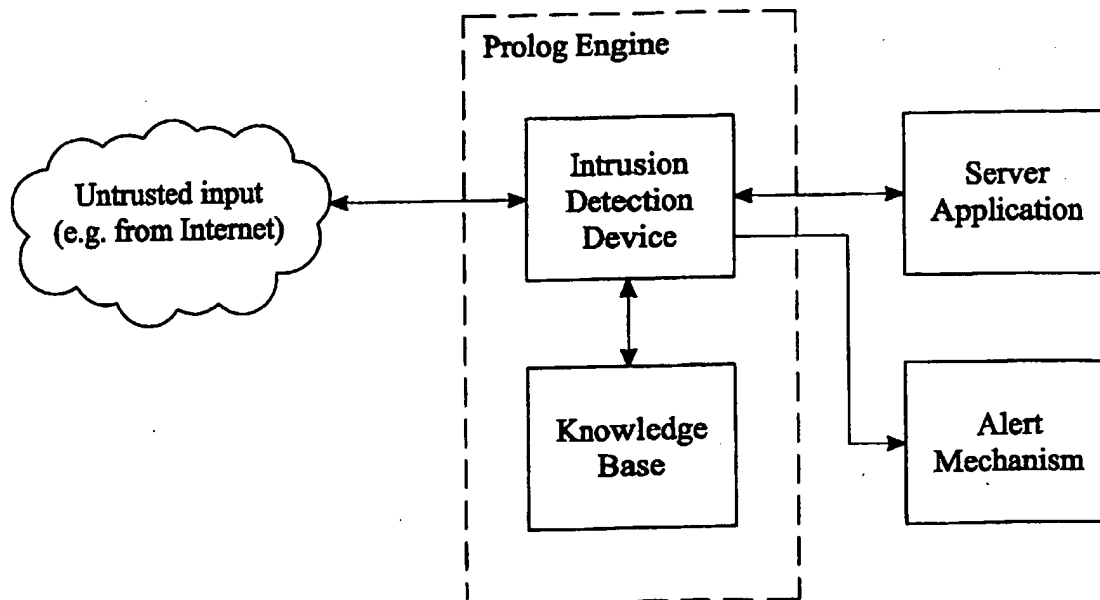 Prolog Engine
Untrusted input
(e.g. from Internet)
Intrusion
Detection
Device
Server
Application
Knowledge
Base
Alert
Mechanism